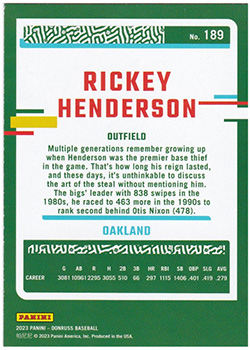 No. 189
RICKEY
HENDERSON
OUTFIELD
Multiple generations remember growing up
when Henderson was the premier base thief
in the game. That's how long his reign lasted,
and these days, it's unthinkable to discuss
the art of the steal without mentioning him.
The bigs' leader with 838 swipes in the
1980s, he raced to 463 more in the 1990s to
rank second behind Otis Nixon (478).
OAKLAND
G AB R H 2B 3B HR RBI SB OBP SLG AVG
CAREER 3081 10961 2295 3055 510 66 297 1115 1406 .401 .419 .279
PANINI
2023 PANINI - DONRUSS BASEBALL
© 2023 Panini America, Inc. Produced in the USA.